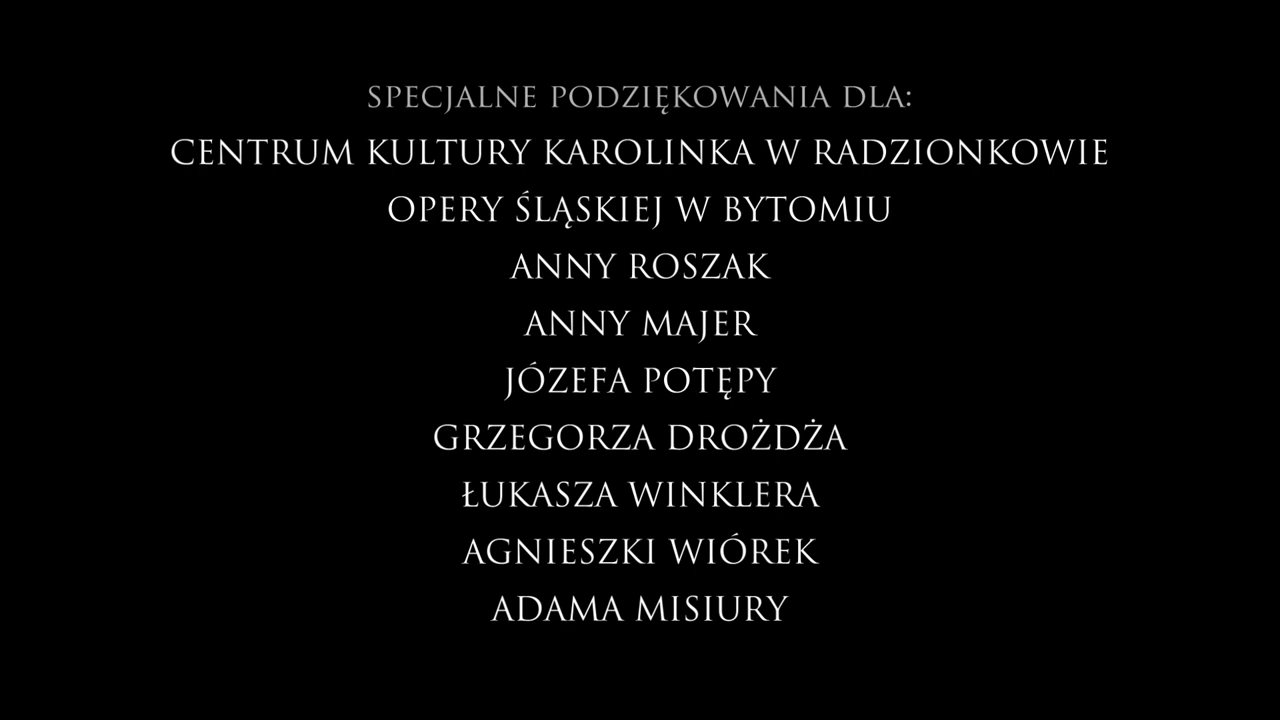 SPECJALNE PODZIĘKOWANIA DLA:
CENTRUM KULTURY KAROLINKA W RADZIONKOWIE
OPERY ŚLĄSKIEJ W BYTOMIU
ANNY ROSZAK
ANNY MAJER
JÓZEFA POTĘPY
GRZEGORZA DROŻDŻA
ŁUKASZA WINKLERA
AGNIESZKI WIÓREK
ADAMA MISIURY